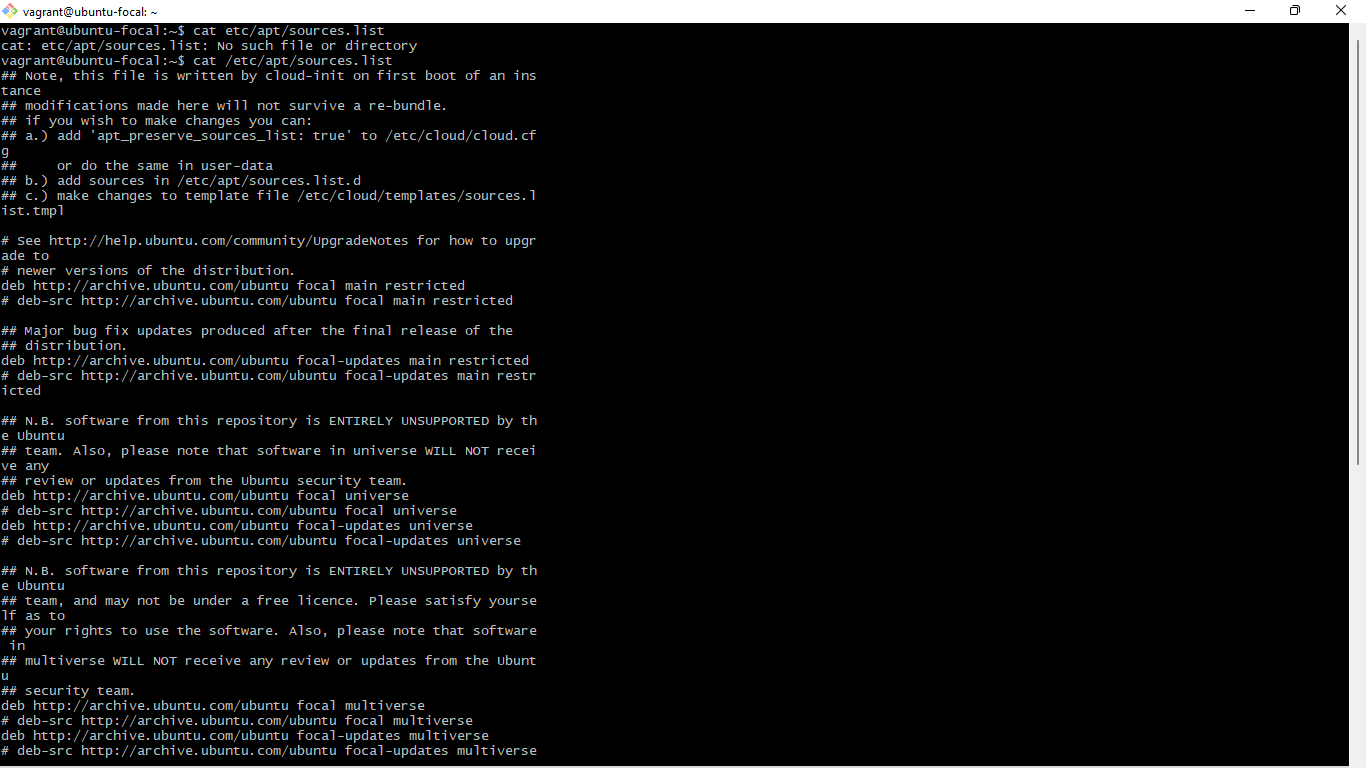 vagrant@ubuntu-focal: ~
vagrant@ubuntu-focal:~$ cat etc/apt/sources.list
cat: etc/apt/sources.list: No such file or directory
vagrant@ubuntu-focal:~$ cat /etc/apt/sources.list
## Note, this file is written by cloud-init on first boot of an ins
tance
## modifications made here will not survive a re-bundle.
## if you wish to make changes you can:
## a.) add 'apt_preserve_sources_list: true' to /etc/cloud/cloud.cf
g
##     or do the same in user-data
## b.) add sources in /etc/apt/sources.list.d
## c.) make changes to template file /etc/cloud/templates/sources.l
ist.tmpl

# See http://help.ubuntu.com/community/UpgradeNotes for how to upgr
ade to
# newer versions of the distribution.
deb http://archive.ubuntu.com/ubuntu focal main restricted
# deb-src http://archive.ubuntu.com/ubuntu focal main restricted

## Major bug fix updates produced after the final release of the
## distribution.
deb http://archive.ubuntu.com/ubuntu focal-updates main restricted
# deb-src http://archive.ubuntu.com/ubuntu focal-updates main restr
icted

## N.B. software from this repository is ENTIRELY UNSUPPORTED by th
e Ubuntu
## team. Also, please note that software in universe WILL NOT recei
ve any
## review or updates from the Ubuntu security team.
deb http://archive.ubuntu.com/ubuntu focal universe
# deb-src http://archive.ubuntu.com/ubuntu focal universe
deb http://archive.ubuntu.com/ubuntu focal-updates universe
# deb-src http://archive.ubuntu.com/ubuntu focal-updates universe

## N.B. software from this repository is ENTIRELY UNSUPPORTED by th
e Ubuntu
## team, and may not be under a free licence. Please satisfy yourse
lf as to
## your rights to use the software. Also, please note that software
 in
## multiverse WILL NOT receive any review or updates from the Ubunt
u
## security team.
deb http://archive.ubuntu.com/ubuntu focal multiverse
# deb-src http://archive.ubuntu.com/ubuntu focal multiverse
deb http://archive.ubuntu.com/ubuntu focal-updates multiverse
# deb-src http://archive.ubuntu.com/ubuntu focal-updates multiverse